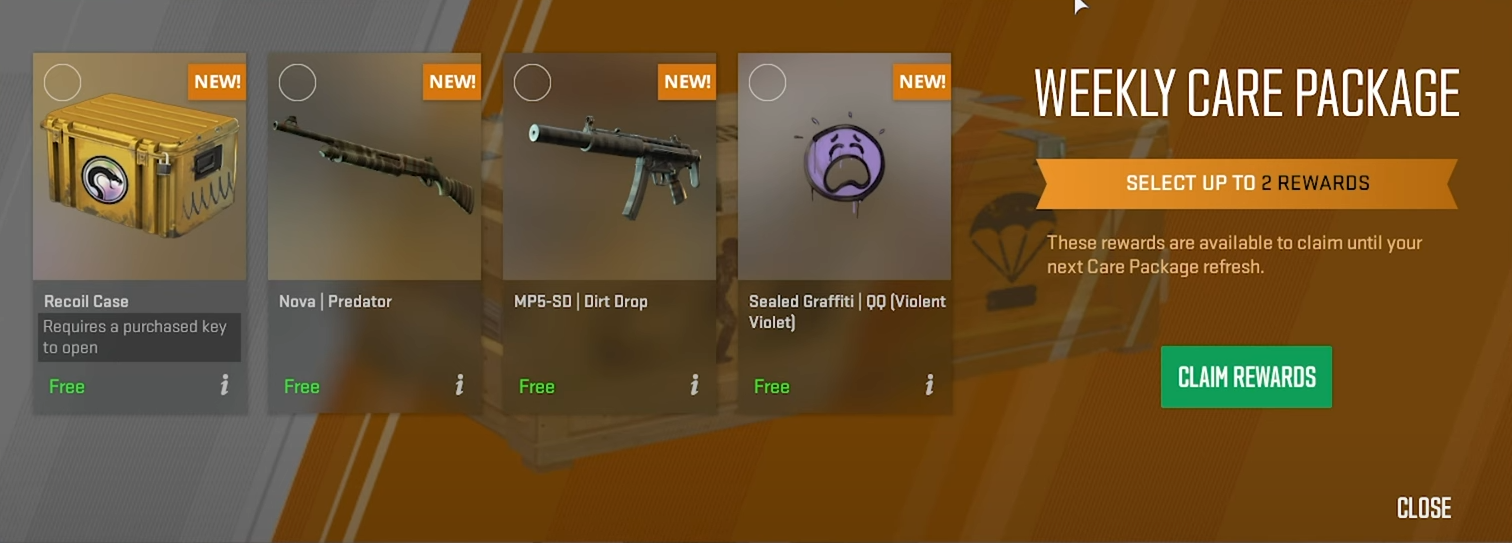 NEW!
Recoil Case
Requires a purchased key
to open
Free
i
NEW!
Nova | Predator
Free
i
NEW!
MP5-SD | Dirt Drop
Free
i
NEW!
Sealed Graffiti | QQ (Violent
Violet)
Free
i
WEEKLY CARE PACKAGE
SELECT UP TO 2 REWARDS
These rewards are available to claim until your
next Care Package refresh.
CLAIM REWARDS
CLOSE